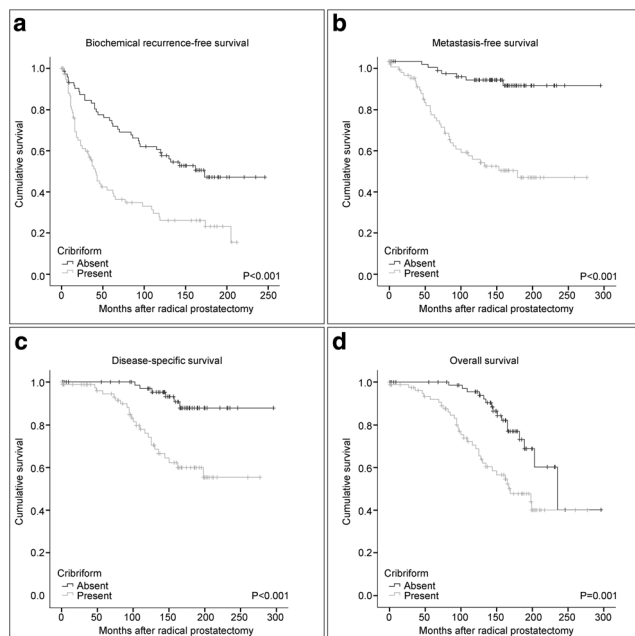 a
Biochemical recurrence-free survival
1.0
0.8
0.6
0.4
0.2
0.0
Cumulative survival
Cribriform
Absent
Present
P<0.001
0 50 100 150 200 250
Months after radical prostatectomy
b
Metastasis-free survival
1.0
0.8
0.6
0.4
0.2
0.0
Cumulative survival
Cribriform
Absent
Present
P<0.001
0 50 100 150 200 250 300
Months after radical prostatectomy
c
Disease-specific survival
1.0
0.8
0.6
0.4
0.2
0.0
Cumulative survival
Cribriform
Absent
Present
P<0.001
0 50 100 150 200 250 300
Months after radical prostatectomy
d
Overall survival
1.0
0.8
0.6
0.4
0.2
0.0
Cumulative survival
Cribriform
Absent
Present
P=0.001
0 50 100 150 200 250 300
Months after radical prostatectomy